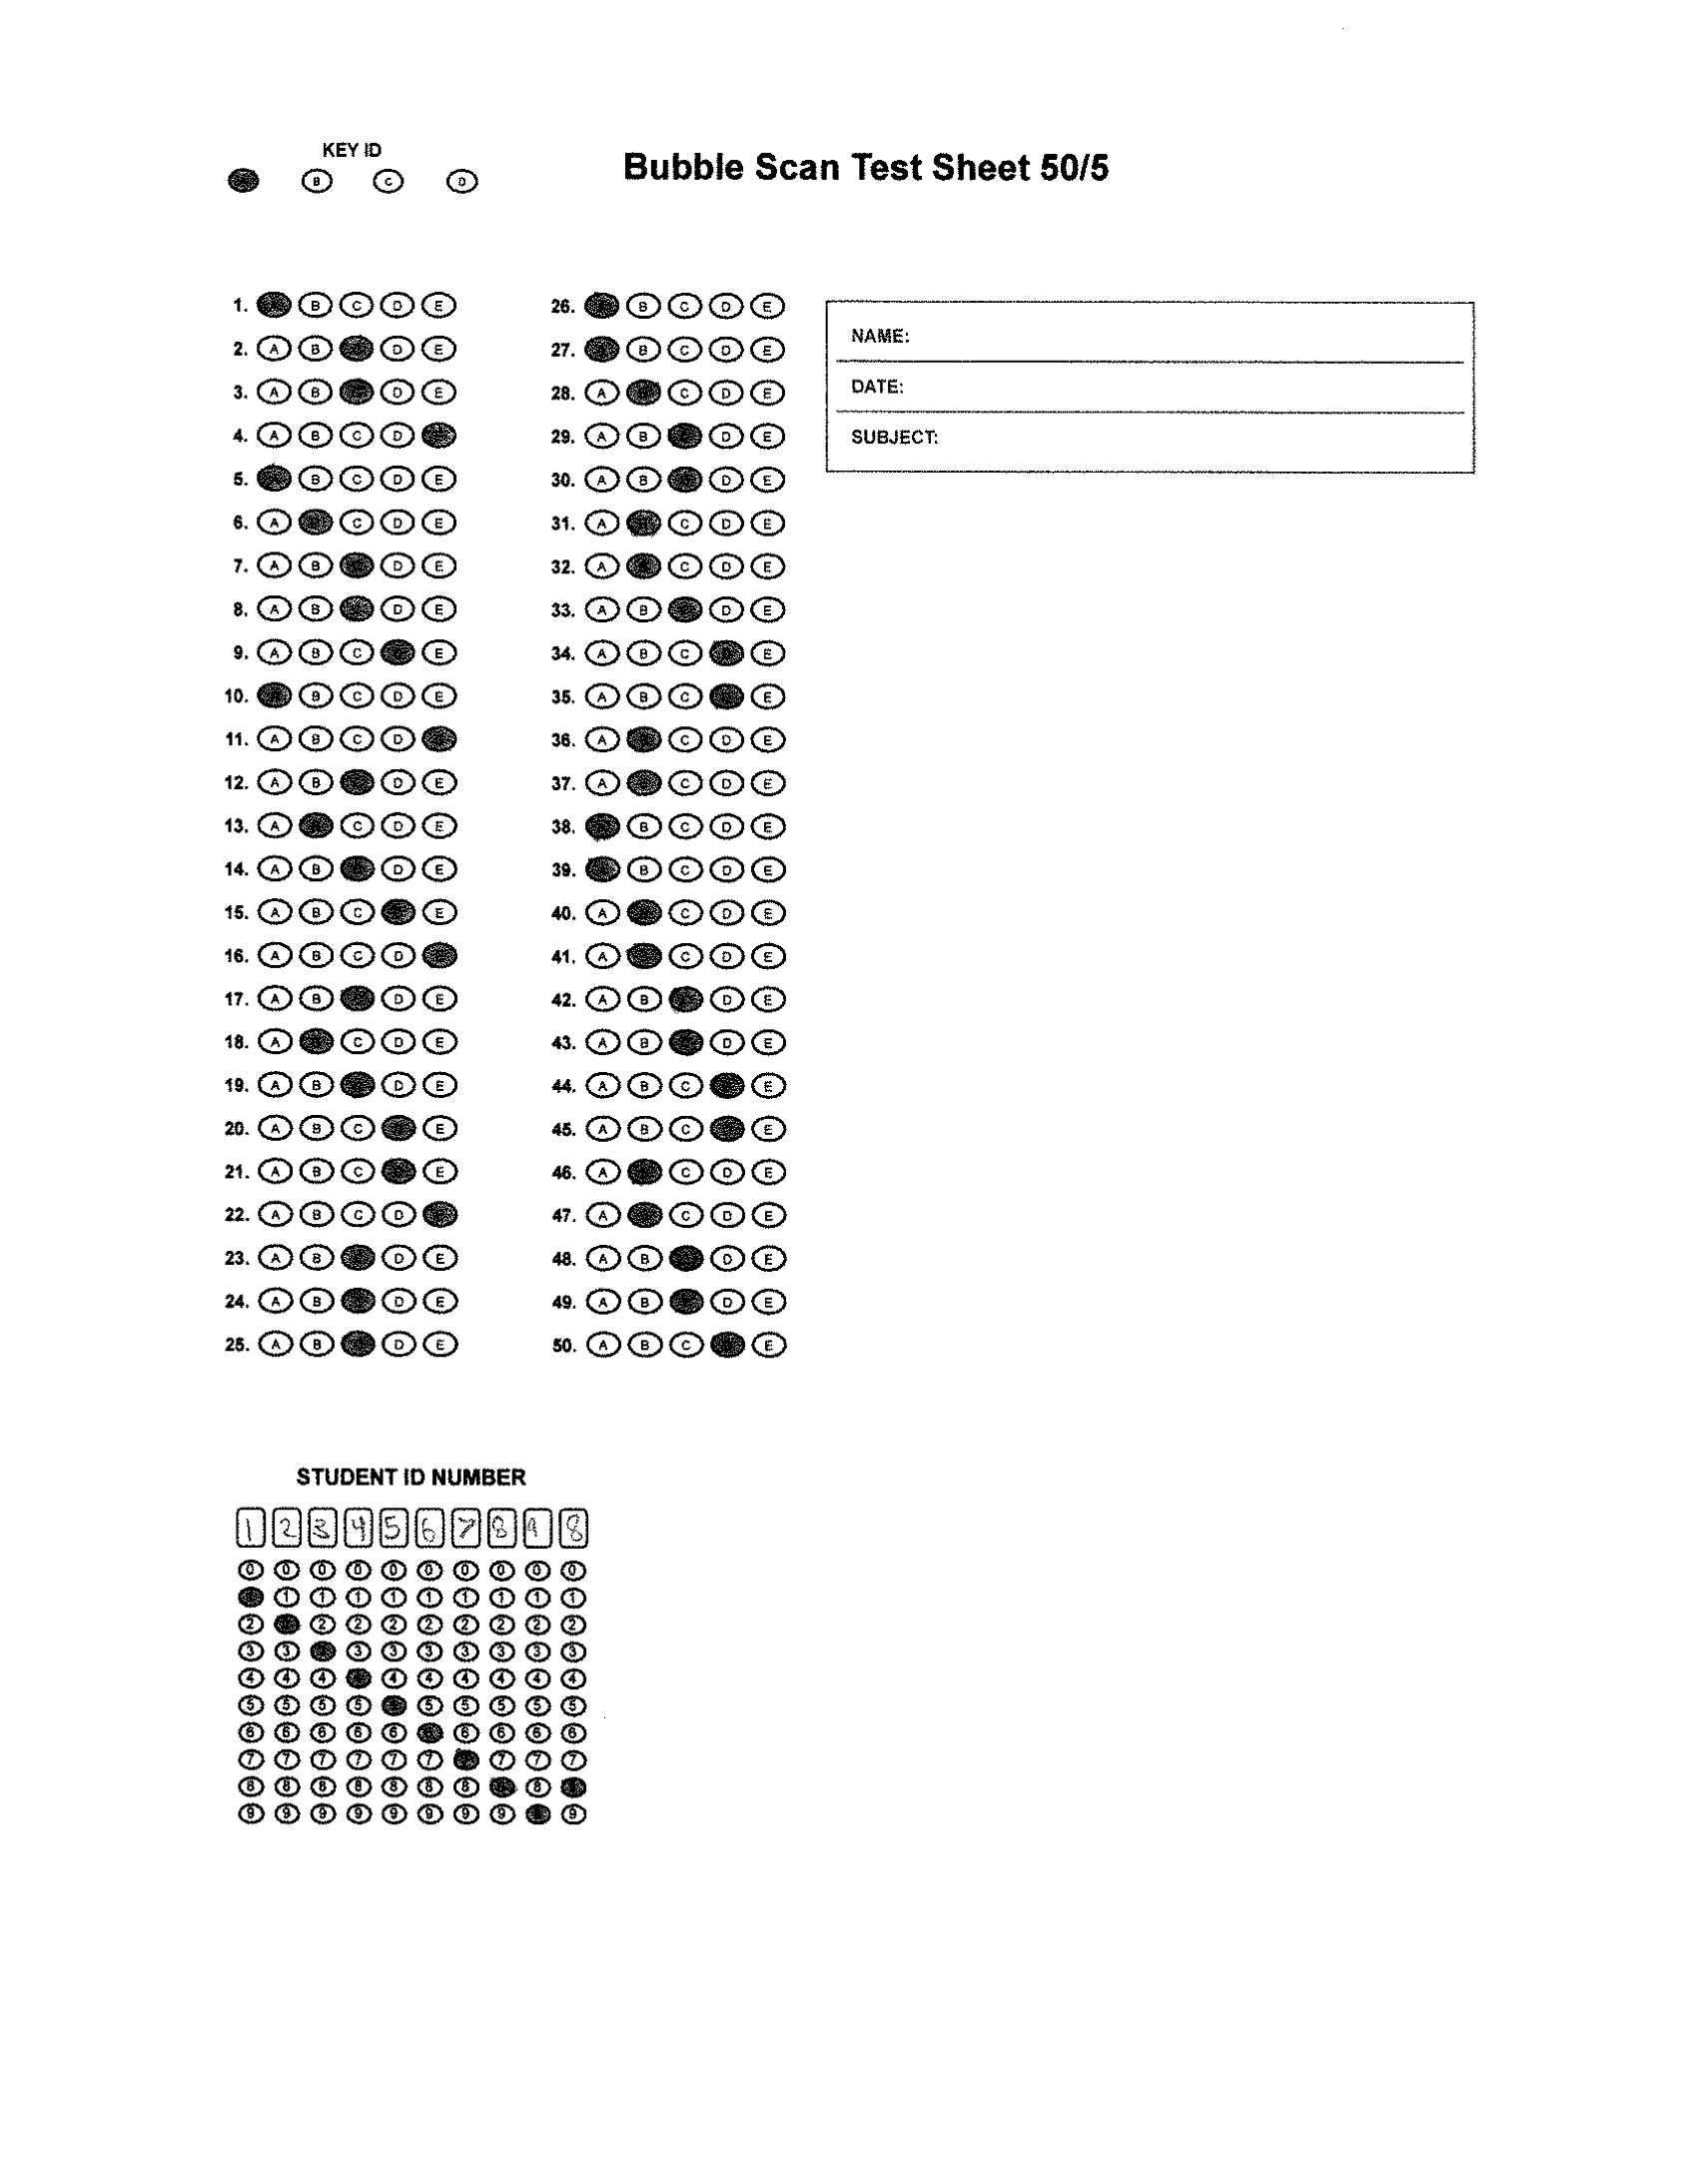 KEY ID
B C D
Bubble Scan Test Sheet 50/5
1. B C D E
2. A B D E
3. A B D E
4. A B C D
5. B C D E
6. A C D E
7. A B D E
8. A B D E
9. A B C E
10. B C D E
11. A B C D
12. A B D E
13. A C D E
14. A B D E
15. A B C E
16. A B C D
17. A B D E
18. A C D E
19. A B D E
20. A B C E
21. A B C E
22. A B C D
23. A B D E
24. A B D E
25. A B D E
26. B C D E
27. B C D E
28. A C D E
29. A B D E
30. A B D E
31. A C D E
32. A C D E
33. A B D E
34. A B C E
35. A B C E
36. A C D E
37. A C D E
38. B C D E
39. B C D E
40. A C D E
41. A C D E
42. A B D E
43. A B D E
44. A B C E
45. A B C E
46. A C D E
47. A C D E
48. A B D E
49. A B D E
50. A B C E
NAME:
DATE:
SUBJECT:
STUDENT ID NUMBER
1 2 3 4 5 6 7 8 9 8
0 0 0 0 0 0 0 0 0 0
1 1 1 1 1 1 1 1 1
2 2 2 2 2 2 2 2 2
3 3 3 3 3 3 3 3 3
4 4 4 4 4 4 4 4 4
5 5 5 5 5 5 5 5 5
6 6 6 6 6 6 6 6 6
7 7 7 7 7 7 7 7 7
8 8 8 8 8 8 8 8
9 9 9 9 9 9 9 9 9